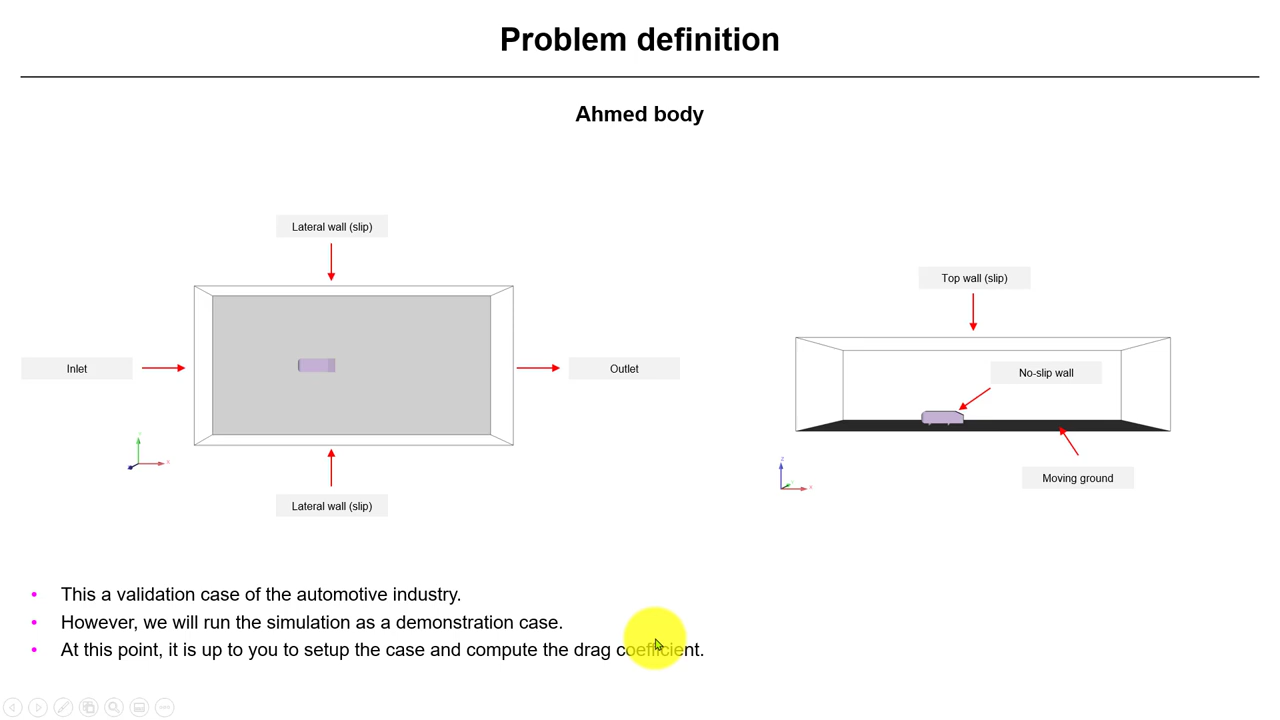 Problem definition
Ahmed body
Lateral wall (slip)
Inlet
Outlet
Lateral wall (slip)
Top wall (slip)
No-slip wall
Moving ground
• This a validation case of the automotive industry.
• However, we will run the simulation as a demonstration case.
• At this point, it is up to you to setup the case and compute the drag coefficient.